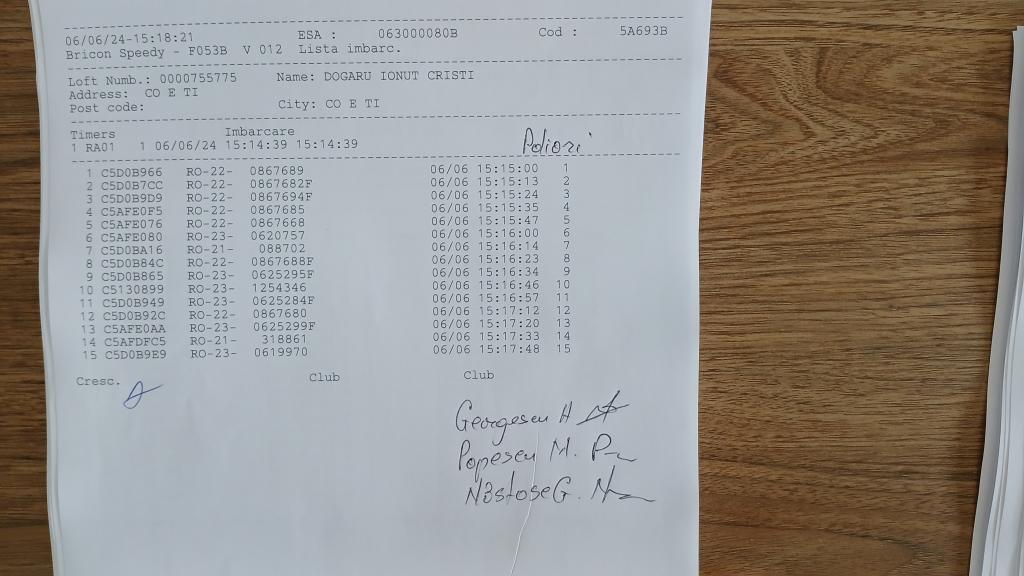 06/06/24-15:18:21 ESA : 063000080B Cod : 5A693B
Bricon Speedy - F053B V 012 Lista imbarc.
Loft Numb.: 0000755775 Name: DOGARU IONUT CRISTI
Address: CO E TI
Post code: City: CO E TI
Timers Imbarcare
1 RA01 1 06/06/24 15:14:39 15:14:39
1 C5D0B966 RO-22- 0867689 06/06 15:15:00 1
2 C5D0B7CC RO-22- 0867682F 06/06 15:15:13 2
3 C5D0B9D9 RO-22- 0867694F 06/06 15:15:24 3
4 C5AFE0F5 RO-22- 0867685 06/06 15:15:35 4
5 C5AFE076 RO-22- 0867668 06/06 15:15:47 5
6 C5AFE080 RO-23- 0620757 06/06 15:16:00 6
7 C5D0BA16 RO-21- 088702 06/06 15:16:14 7
8 C5D0B84C RO-22- 0867688F 06/06 15:16:23 8
9 C5D0B865 RO-23- 0625295F 06/06 15:16:34 9
10 C5130899 RO-23- 1254346 06/06 15:16:46 10
11 C5D0B949 RO-23- 0625284F 06/06 15:16:57 11
12 C5D0B92C RO-22- 0867680 06/06 15:17:12 12
13 C5AFE0AA RO-23- 0625299F 06/06 15:17:20 13
14 C5AFDFC5 RO-21- 318861 06/06 15:17:33 14
15 C5D0B9E9 RO-23- 0619970 06/06 15:17:48 15
Cresc. Club Club
Georgescu H
Popescu M.